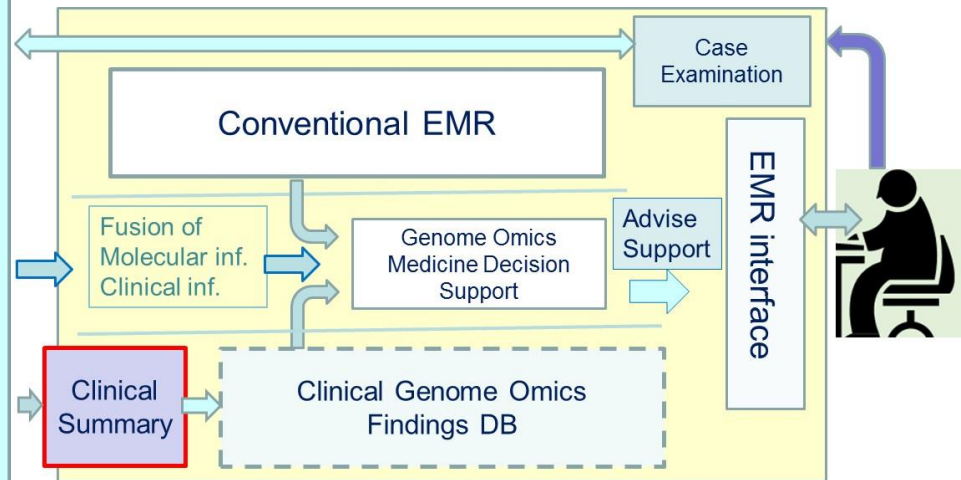 Case
Examination
Conventional EMR
EMR interface
Fusion of
Molecular inf.
Clinical inf.
Genome Omics
Medicine Decision
Support
Advise
Support
Clinical
Summary
Clinical Genome Omics
Findings DB